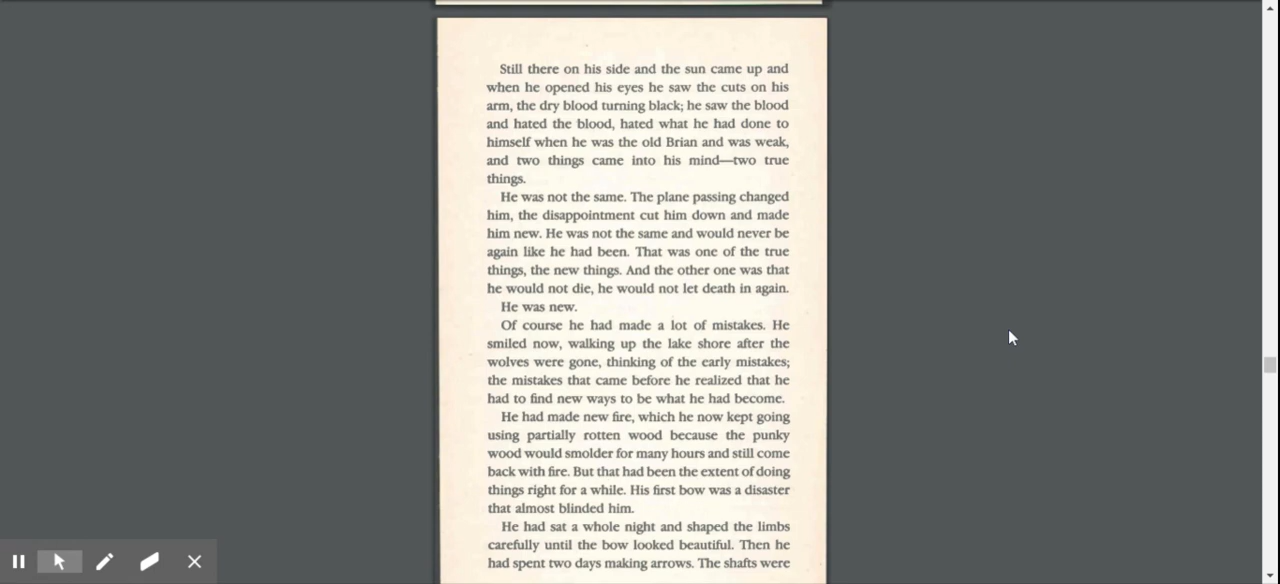 Still there on his side and the sun came up and
when he opened his eyes he saw the cuts on his
arm, the dry blood turning black; he saw the blood
and hated the blood, hated what he had done to
himself when he was the old Brian and was weak,
and two things came into his mind—two true
things.
He was not the same. The plane passing changed
him, the disappointment cut him down and made
him new. He was not the same and would never be
again like he had been. That was one of the true
things, the new things. And the other one was that
he would not die, he would not let death in again.
He was new.
Of course he had made a lot of mistakes. He
smiled now, walking up the lake shore after the
wolves were gone, thinking of the early mistakes;
the mistakes that came before he realized that he
had to find new ways to be what he had become.
He had made new fire, which he now kept going
using partially rotten wood because the punky
wood would smolder for many hours and still come
back with fire. But that had been the extent of doing
things right for a while. His first bow was a disaster
that almost blinded him.
He had sat a whole night and shaped the limbs
carefully until the bow looked beautiful. Then he
had spent two days making arrows. The shafts were